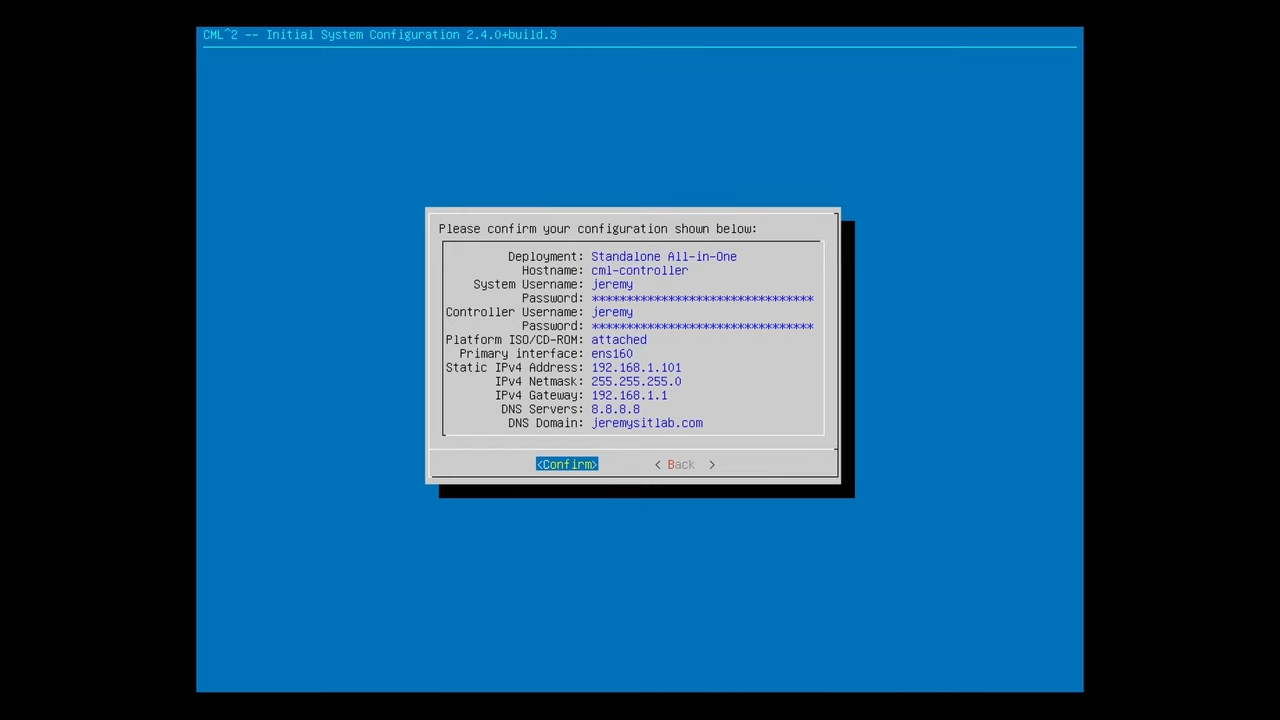 CML^2 -- Initial System Configuration 2.4.0+build.3
Please confirm your configuration shown below:
Deployment: Standalone All-in-One
Hostname: cml-controller
System Username: jeremy
Password: ********************************
Controller Username: jeremy
Password: ********************************
Platform ISO/CD-ROM: attached
Primary interface: ens160
Static IPv4 Address: 192.168.1.101
IPv4 Netmask: 255.255.255.0
IPv4 Gateway: 192.168.1.1
DNS Servers: 8.8.8.8
DNS Domain: jeremysitlab.com
<Confirm> < Back >